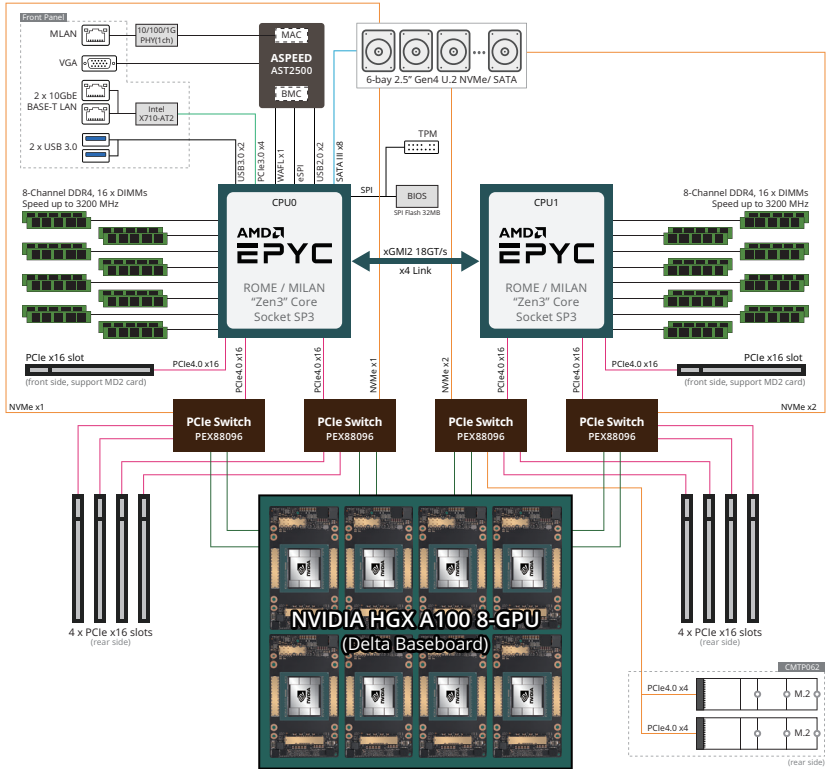 Front Panel
MLAN
10/100/1G
PHY(1ch)
MAC
ASPEED
AST2500
BMC
VGA
2 x 10GbE
BASE-T LAN
Intel
X710-AT2
2 x USB 3.0
6-bay 2.5” Gen4 U.2 NVMe/ SATA
USB3.0 x2
PCIe3.0 x4
WAFL x1
eSPI
USB2.0 x2
SATA III x8
TPM
SPI
BIOS
SPI Flash 32MB
8-Channel DDR4, 16 x DIMMs
Speed up to 3200 MHz
CPU0
AMD
EPYC
ROME / MILAN
“Zen3” Core
Socket SP3
xGMI2 18GT/s
x4 Link
CPU1
AMD
EPYC
ROME / MILAN
“Zen3” Core
Socket SP3
8-Channel DDR4, 16 x DIMMs
Speed up to 3200 MHz
PCIe x16 slot
(front side, support MD2 card)
PCIe4.0 x16
PCIe4.0 x16
PCIe4.0 x16
NVMe x1
NVMe x2
PCIe4.0 x16
PCIe4.0 x16
PCIe4.0 x16
PCIe x16 slot
(front side, support MD2 card)
NVMe x1
NVMe x2
PCIe Switch
PEX88096
PCIe Switch
PEX88096
PCIe Switch
PEX88096
PCIe Switch
PEX88096
NVIDIA
NVIDIA
NVIDIA
NVIDIA
NVIDIA HGX A100 8-GPU
(Delta Baseboard)
NVIDIA
NVIDIA
NVIDIA
NVIDIA
4 x PCIe x16 slots
(rear side)
4 x PCIe x16 slots
(rear side)
CMTP062
PCIe4.0 x4
M.2
PCIe4.0 x4
M.2
(rear side)